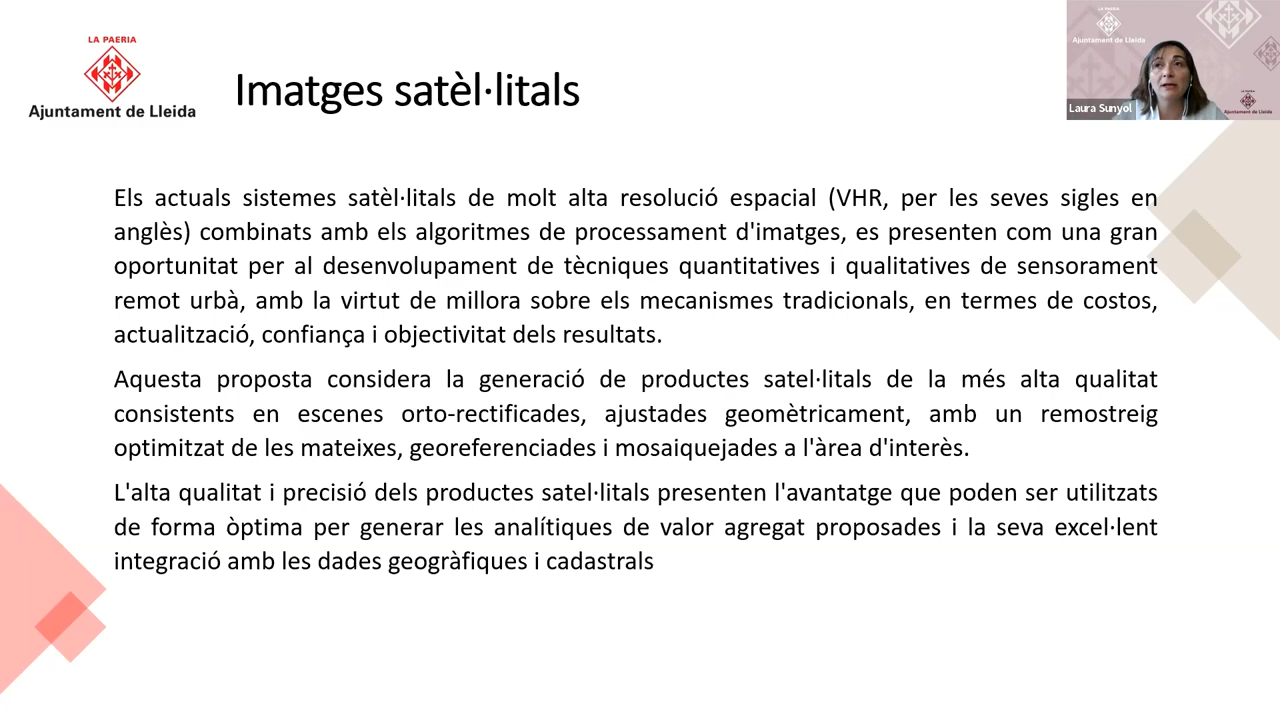 LA PAERIA
Ajuntament de Lleida
Imatges satèl·litals
LA PAERIA
Ajuntament de Lleida
Laura Sunyol
LA PAERIA
Ajuntament de Lleida
Els actuals sistemes satèl·litals de molt alta resolució espacial (VHR, per les seves sigles en
anglès) combinats amb els algoritmes de processament d'imatges, es presenten com una gran
oportunitat per al desenvolupament de tècniques quantitatives i qualitatives de sensorament
remot urbà, amb la virtut de millora sobre els mecanismes tradicionals, en termes de costos,
actualització, confiança i objectivitat dels resultats.
Aquesta proposta considera la generació de productes satel·litals de la més alta qualitat
consistents en escenes orto-rectificades, ajustades geomètricament, amb un remostreig
optimitzat de les mateixes, georeferenciades i mosaiquejades a l'àrea d'interès.
L'alta qualitat i precisió dels productes satel·litals presenten l'avantatge que poden ser utilitzats
de forma òptima per generar les analítiques de valor agregat proposades i la seva excel·lent
integració amb les dades geogràfiques i cadastrals